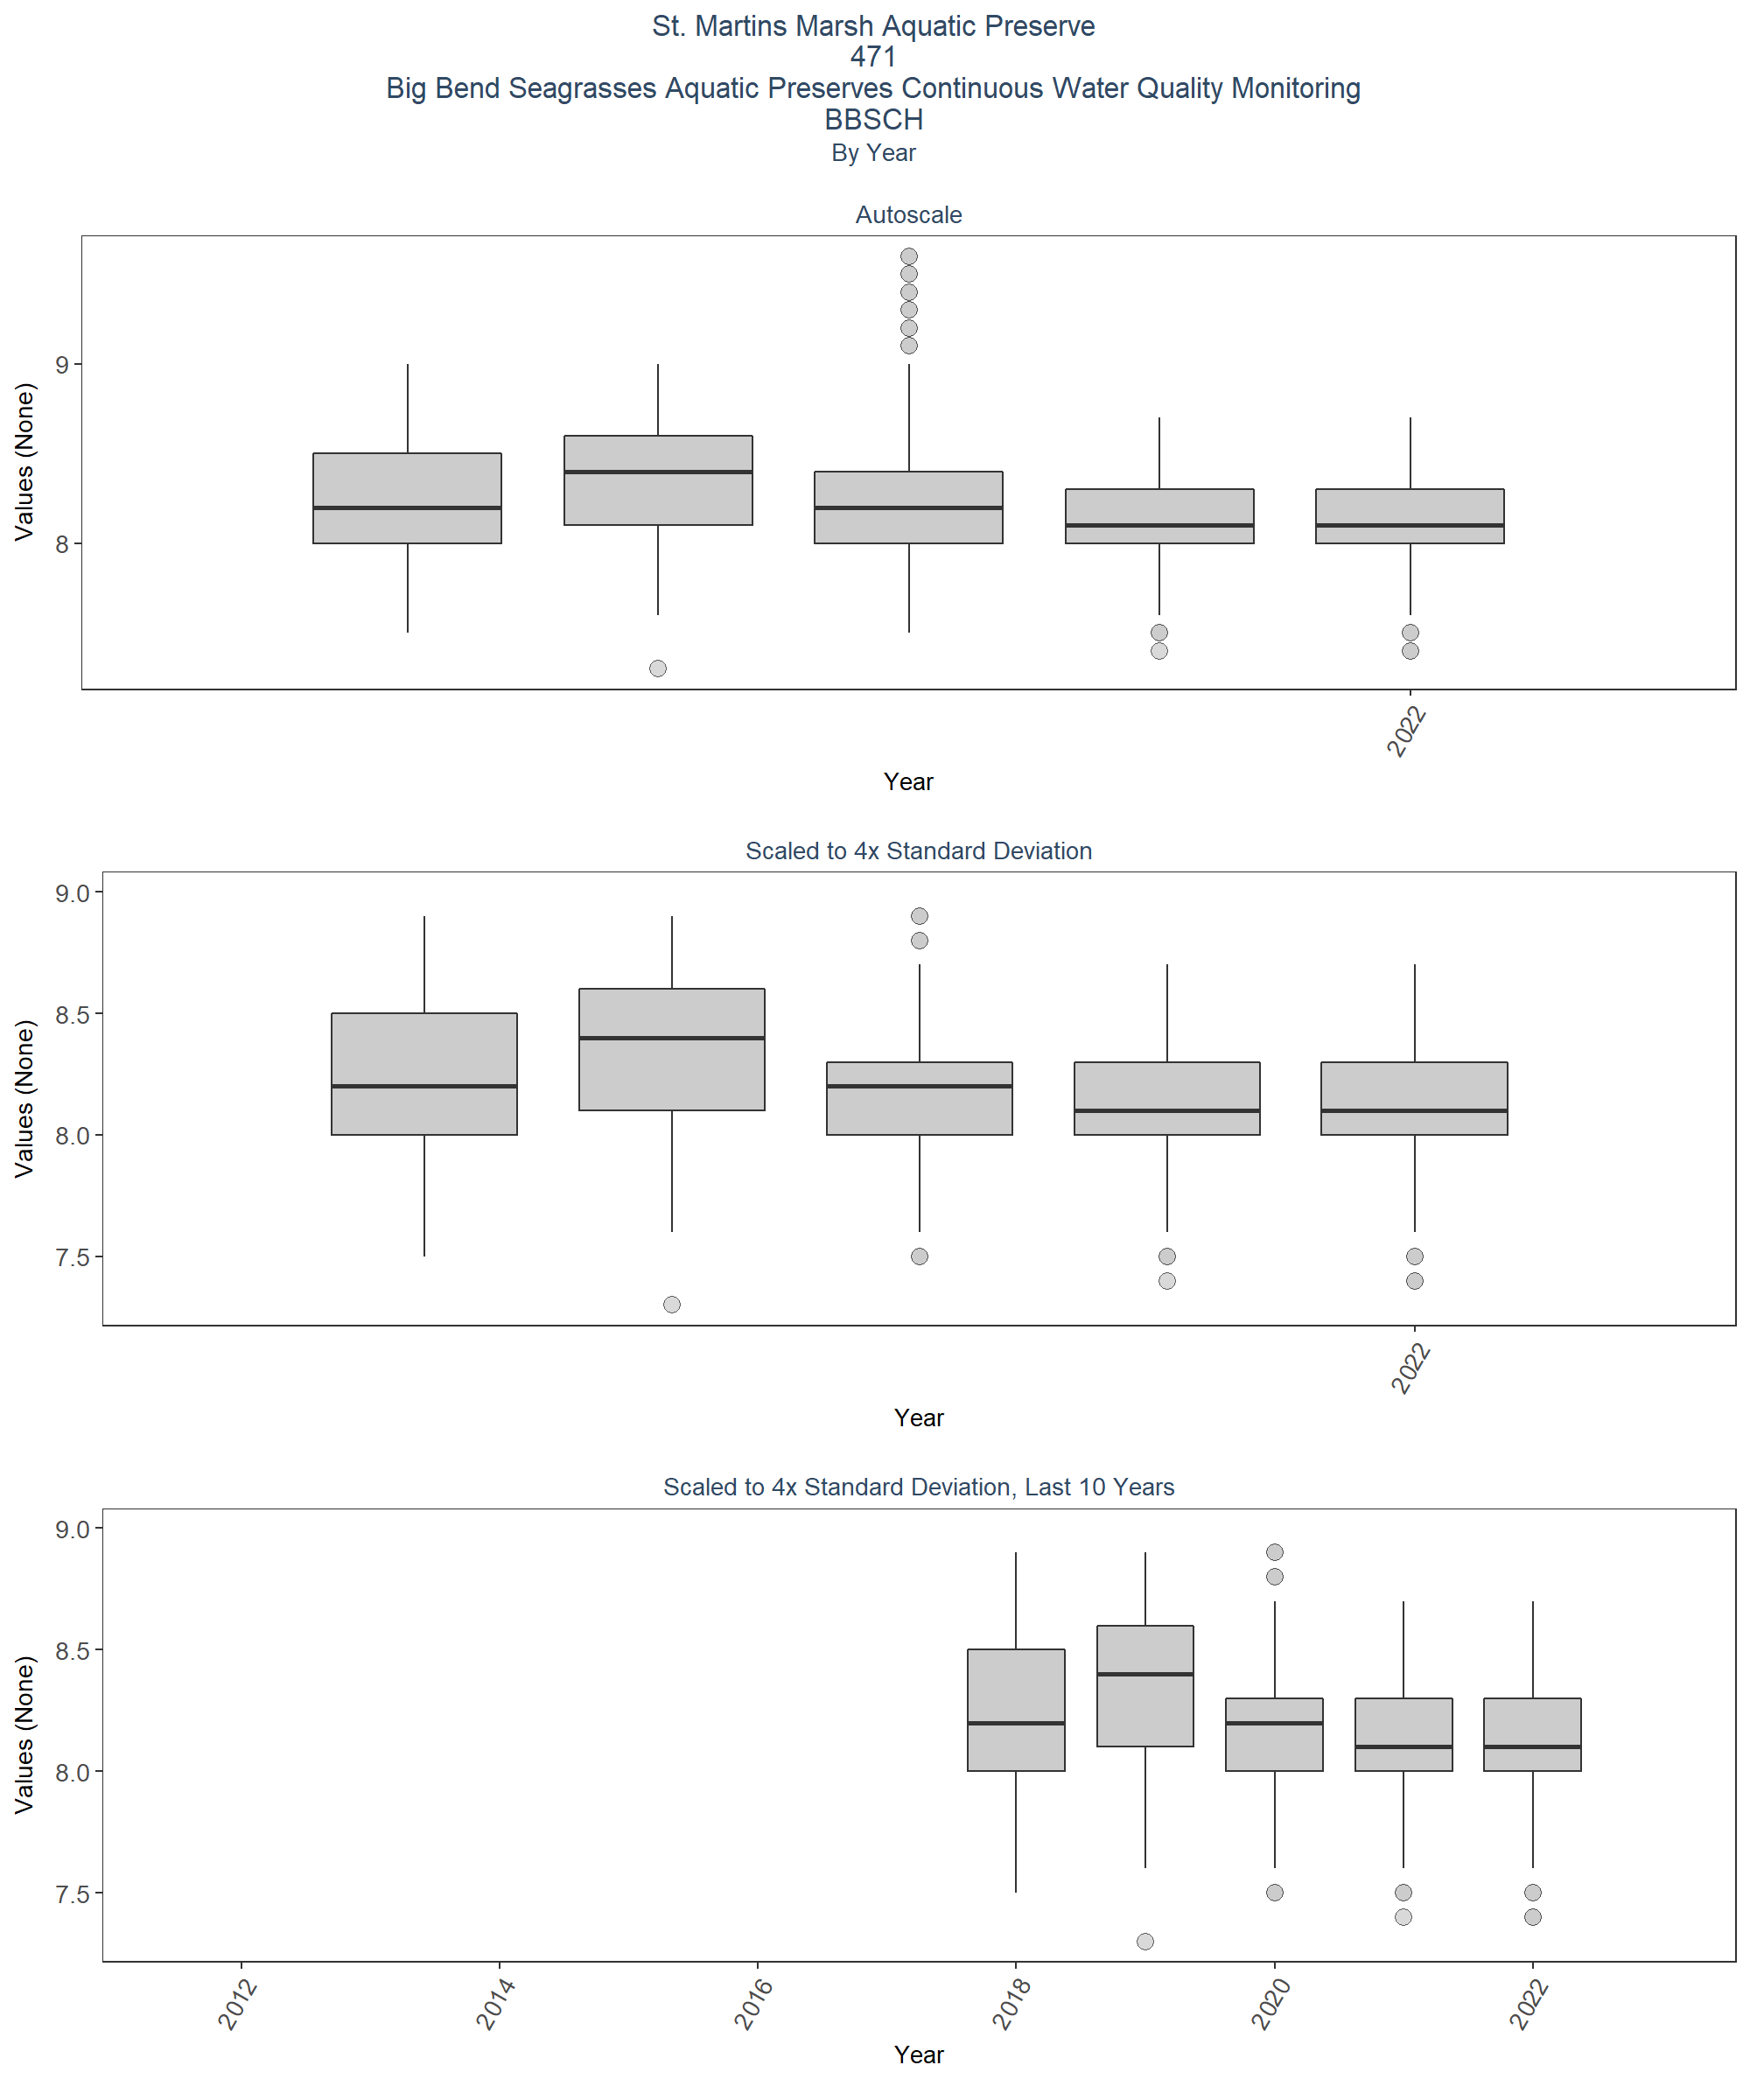 St. Martins Marsh Aquatic Preserve
471
Big Bend Seagrasses Aquatic Preserves Continuous Water Quality Monitoring
BBSCH
By Year
Autoscale
Values (None)
9
8
2022
Year
Scaled to 4x Standard Deviation
Values (None)
9.0
8.5
8.0
7.5
2022
Year
Scaled to 4x Standard Deviation, Last 10 Years
Values (None)
9.0
8.5
8.0
7.5
2012
2014
2016
2018
2020
2022
Year